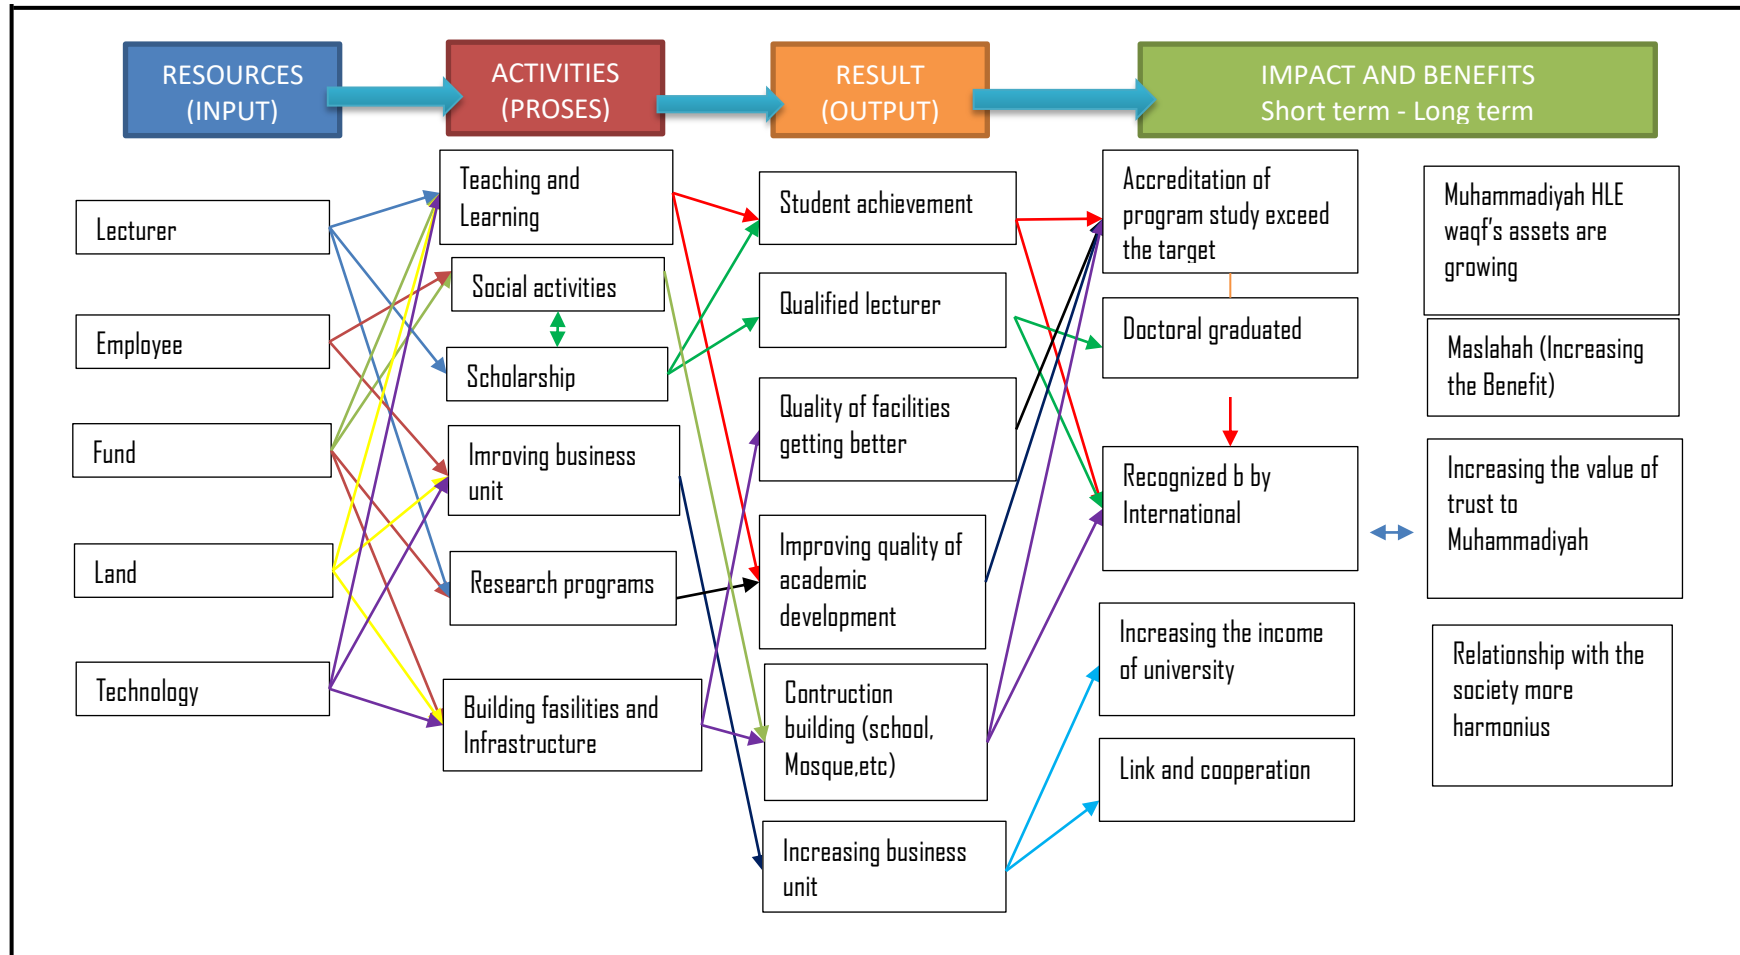 RESOURCES
(INPUT)
ACTIVITIES
(PROSES)
RESULT
(OUTPUT)
IMPACT AND BENEFITS
Short term - Long term
Lecturer
Employee
Fund
Land
Technology
Teaching and
Learning
Social activities
Scholarship
Imroving business
unit
Research programs
Building fasilities and
Infrastructure
Student achievement
Qualified lecturer
Quality of facilities
getting better
Improving quality of
academic
development
Contruction
building (school,
Mosque,etc)
Increasing business
unit
Accreditation of
program study exceed
the target
Doctoral graduated
Recognized b by
International
Increasing the income
of university
Link and cooperation
Muhammadiyah HLE
waqf's assets are
growing
Maslahah (Increasing
the Benefit)
Increasing the value of
trust to
Muhammadiyah
Relationship with the
society more
harmonius